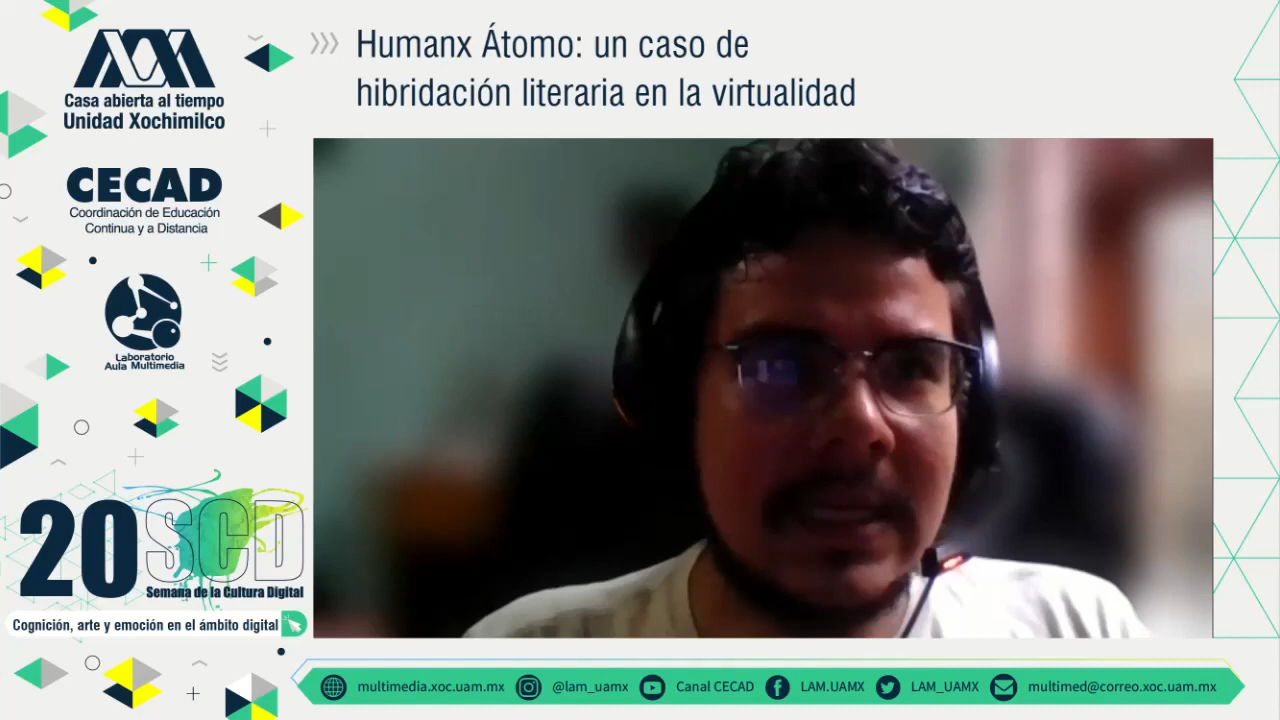 Humanx Átomo: un caso de
hibridación literaria en la virtualidad
Casa abierta al tiempo
Unidad Xochimilco
CECAD
Coordinación de Educación
Continua y a Distancia
Laboratorio
Aula Multimedia
20 SCD
Semana de la Cultura Digital
Cognición, arte y emoción en el ámbito digital
multimedia.xoc.uam.mx @lam_uamx Canal CECAD LAM.UAMX LAM_UAMX multimed@correo.xoc.uam.mx